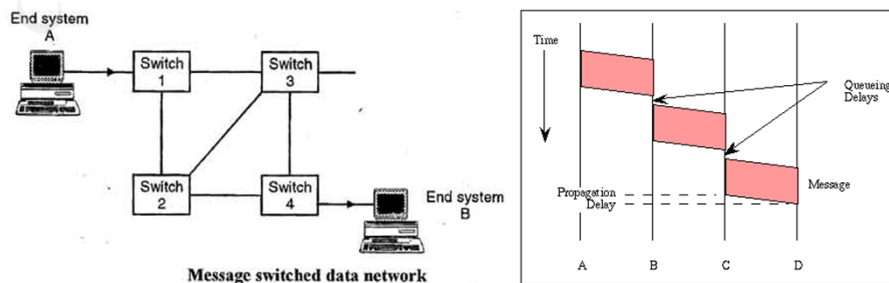 End system
A
Switch
1
Switch
3
Switch
2
Switch
4
End system
B
Message switched data network
Time
Queueing
Delays
Message
Propagation
Delay
A
B
C
D